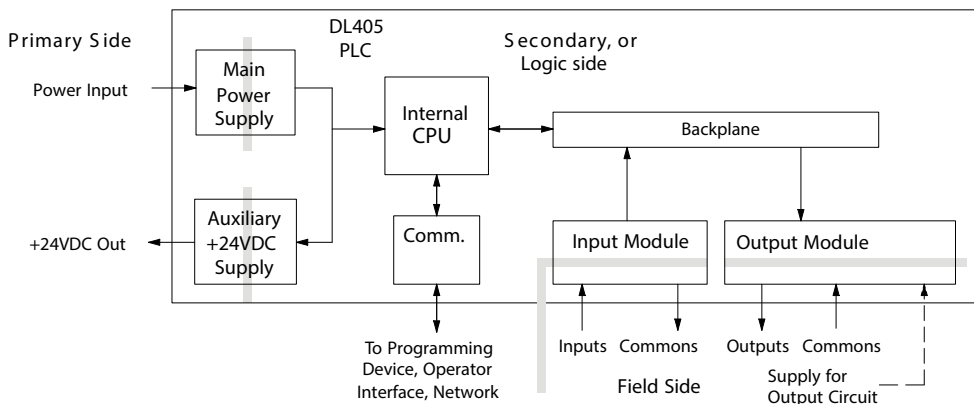 DL405
PLC
Primary Side
Secondary, or
Logic side
Main
Power
Supply
Power Input
Internal
CPU
Backplane
Auxiliary
+24VDC
Supply
+24VDC Out
Comm.
Input Module
Output Module
To Programming
Device, Operator
Interface, Network
Inputs
Commons
Outputs
Commons
Field Side
Supply for
Output Circuit